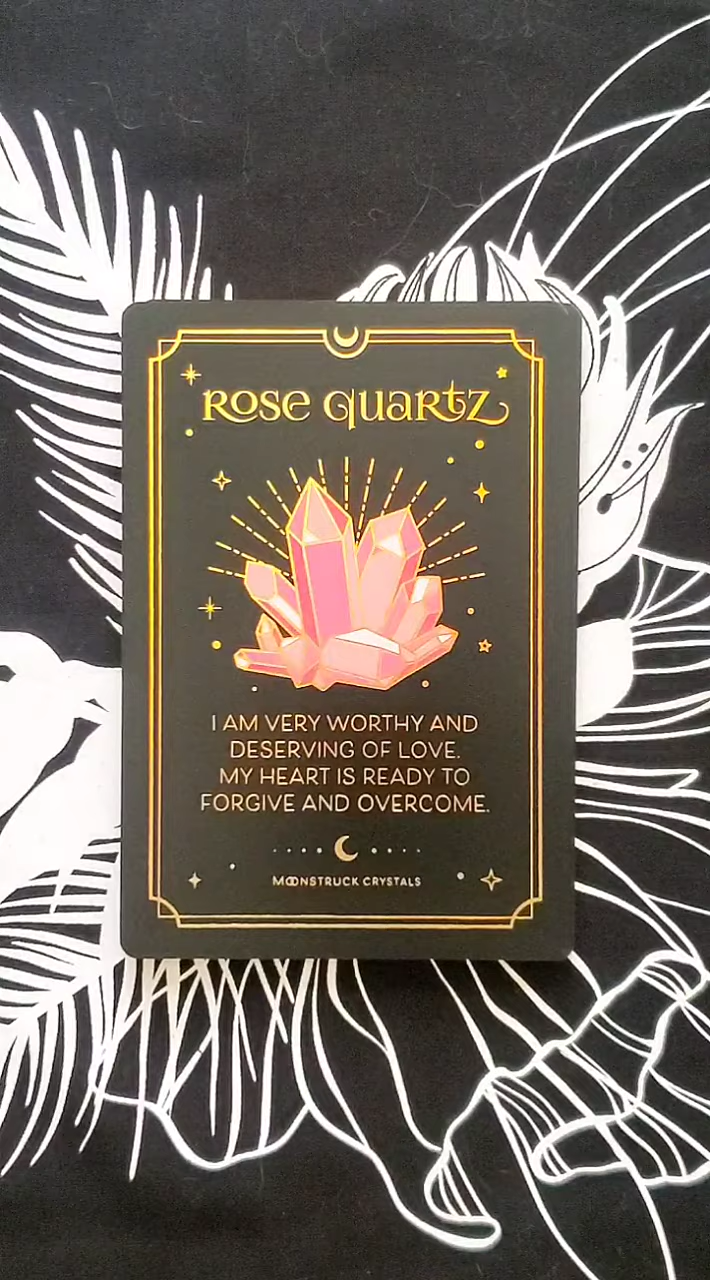 Rose Quartz
I AM VERY WORTHY AND
DESERVING OF LOVE.
MY HEART IS READY TO
FORGIVE AND OVERCOME.
MOONSTRUCK CRYSTALS